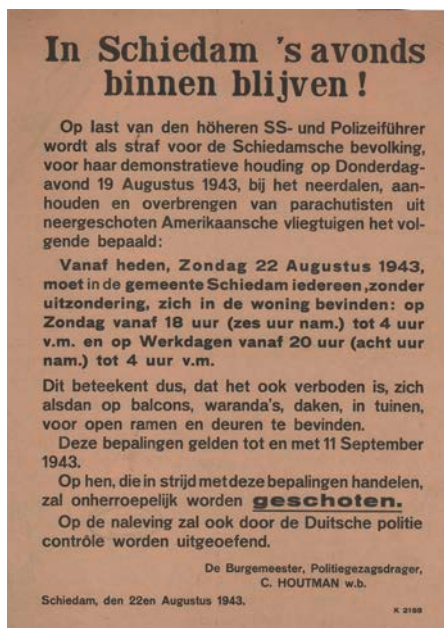 In Schiedam 's avonds
binnen blijven !
Op last van den höheren SS- und Polizeiführer
wordt als straf voor de Schiedamsche bevolking,
voor haar demonstratieve houding op Donderdag-
avond 19 Augustus 1943, bij het neerdalen, aan-
houden en overbrengen van parachutisten uit
neergeschoten Amerikaansche vliegtuigen het vol-
gende bepaald:
Vanaf heden, Zondag 22 Augustus 1943,
moet in de gemeente Schiedam iedereen ,zonder
uitzondering, zich in de woning bevinden: op
Zondag vanaf 18 uur (zes uur nam.) tot 4 uur
v.m. en op Werkdagen vanaf 20 uur (acht uur
nam.) tot 4 uur v.m.
Dit beteekent dus, dat het ook verboden is, zich
alsdan op balcons, waranda's, daken, in tuinen,
voor open ramen en deuren te bevinden.
Deze bepalingen gelden tot en met 11 September
1943.
Op hen, die in strijd met deze bepalingen handelen,
zal onherroepelijk worden geschoten.
Op de naleving zal ook door de Duitsche politie
contrôle worden uitgeoefend.
De Burgemeester, Politiegezagsdrager,
C. HOUTMAN w.b.
Schiedam, den 22en Augustus 1943.
K 2168